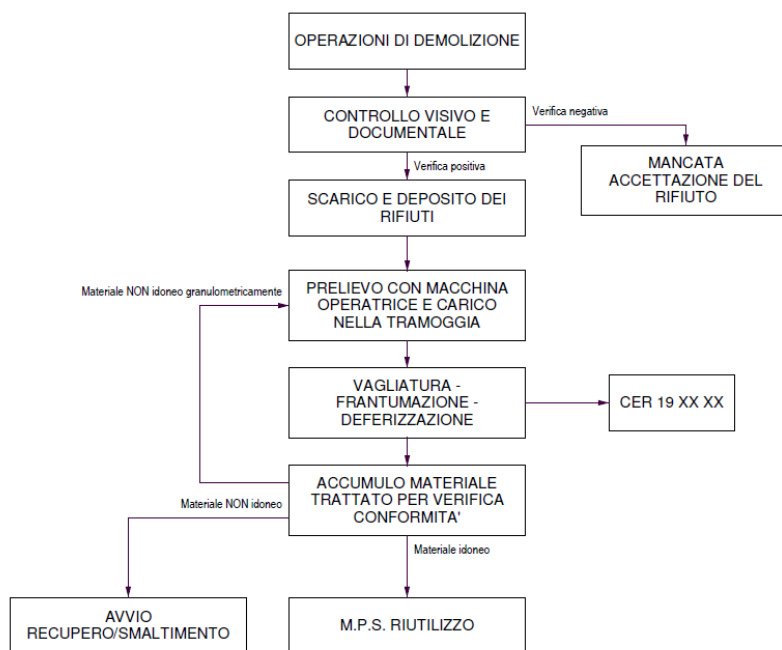 OPERAZIONI DI DEMOLIZIONE
CONTROLLO VISIVO E
DOCUMENTALE
Verifica negativa
MANCATA
ACCETTAZIONE DEL
RIFIUTO
Verifica positiva
SCARICO E DEPOSITO DEI
RIFIUTI
Materiale NON idoneo granulometricamente
PRELIEVO CON MACCHINA
OPERATRICE E CARICO
NELLA TRAMOGGIA
VAGLIATURA -
FRANTUMAZIONE -
DEFERIZZAZIONE
CER 19 XX XX
ACCUMULO MATERIALE
TRATTATO PER VERIFICA
CONFORMITA'
Materiale NON idoneo
Materiale idoneo
AVVIO
RECUPERO/SMALTIMENTO
M.P.S. RIUTILIZZO